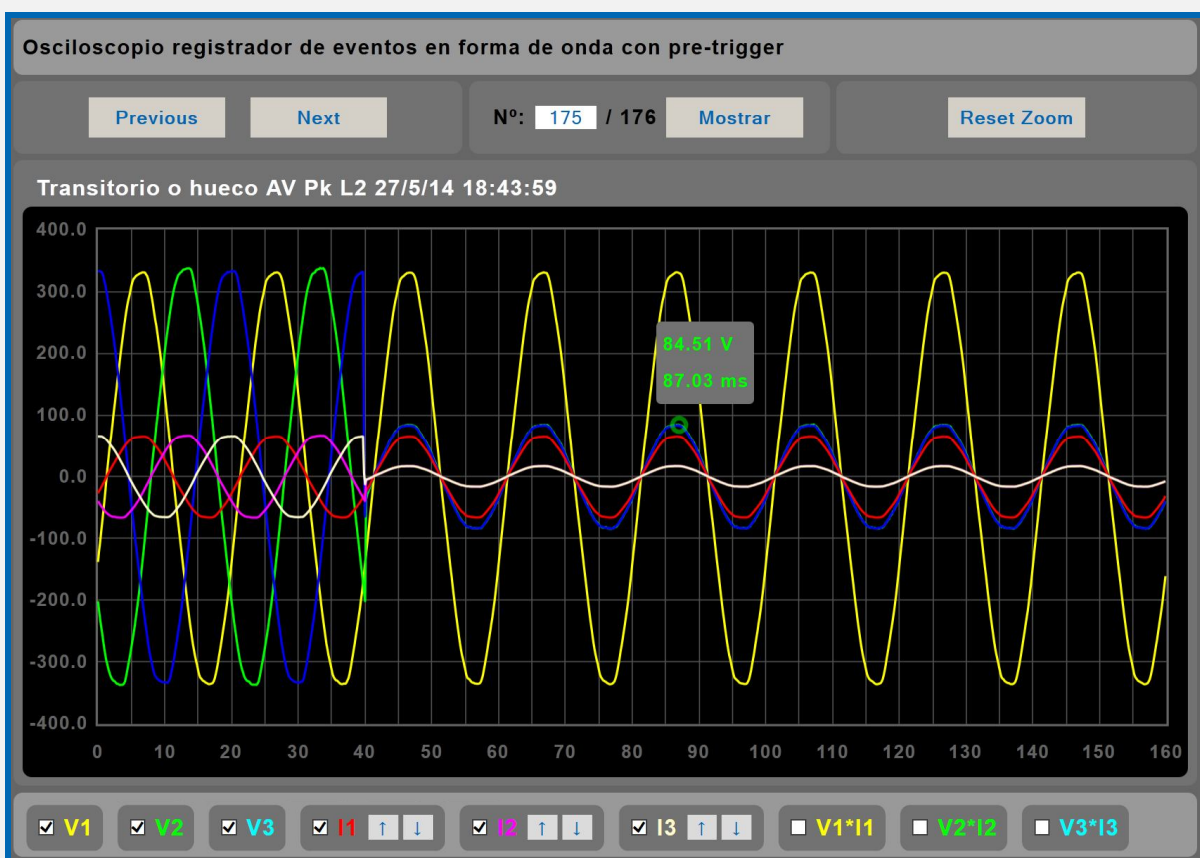 Osciloscopio registrador de eventos en forma de onda con pre-trigger
Previous Next Nº: 175 / 176 Mostrar Reset Zoom
Transitorio o hueco AV Pk L2 27/5/14 18:43:59
400.0
300.0
200.0
100.0
0.0
-100.0
-200.0
-300.0
-400.0
84.51 V
87.03 ms
0 10 20 30 40 50 60 70 80 90 100 110 120 130 140 150 160
V1 V2 V3 I1 ↑ ↓ I2 ↑ ↓ I3 ↑ ↓ V1*I1 V2*I2 V3*I3